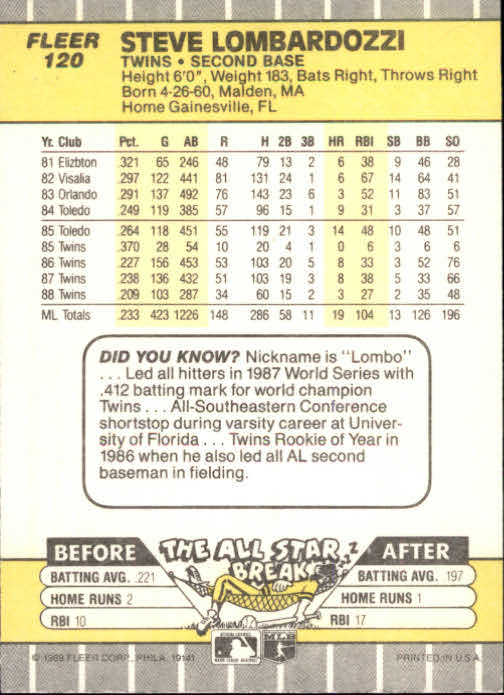 FLEER
120
STEVE LOMBARDOZZI
TWINS • SECOND BASE
Height 6'0", Weight 183, Bats Right, Throws Right
Born 4-26-60, Malden, MA
Home Gainesville, FL
Yr. Club Pct. G AB R H 2B 3B HR RBI SB BB SO
81 Elizbton .321 65 246 48 79 13 2 6 38 9 46 28
82 Visalia .297 122 441 81 131 24 1 6 67 14 64 41
83 Orlando .291 137 492 76 143 23 6 3 52 11 83 51
84 Toledo .249 119 385 57 96 15 1 9 31 3 37 57
85 Toledo .264 118 451 55 119 21 3 14 48 10 48 51
85 Twins .370 28 54 10 20 4 1 0 6 3 6 6
86 Twins .227 156 453 53 103 20 5 8 33 3 52 76
87 Twins .238 136 432 51 103 19 3 8 38 5 33 66
88 Twins .209 103 287 34 60 15 2 3 27 2 35 48
ML Totals .233 423 1226 148 286 58 11 19 104 13 126 196
DID YOU KNOW? Nickname is "Lombo"
. . . Led all hitters in 1987 World Series with
.412 batting mark for world champion
Twins . . . All-Southeastern Conference
shortstop during varsity career at Univer-
sity of Florida . . . Twins Rookie of Year in
1986 when he also led all AL second
baseman in fielding.
BEFORE THE ALL STAR BREAK AFTER
BATTING AVG. .221 BATTING AVG. .197
HOME RUNS 2 HOME RUNS 1
RBI 10 RBI 17
© 1989 FLEER CORP., PHILA. 19141 MLB PRINTED IN U.S.A.